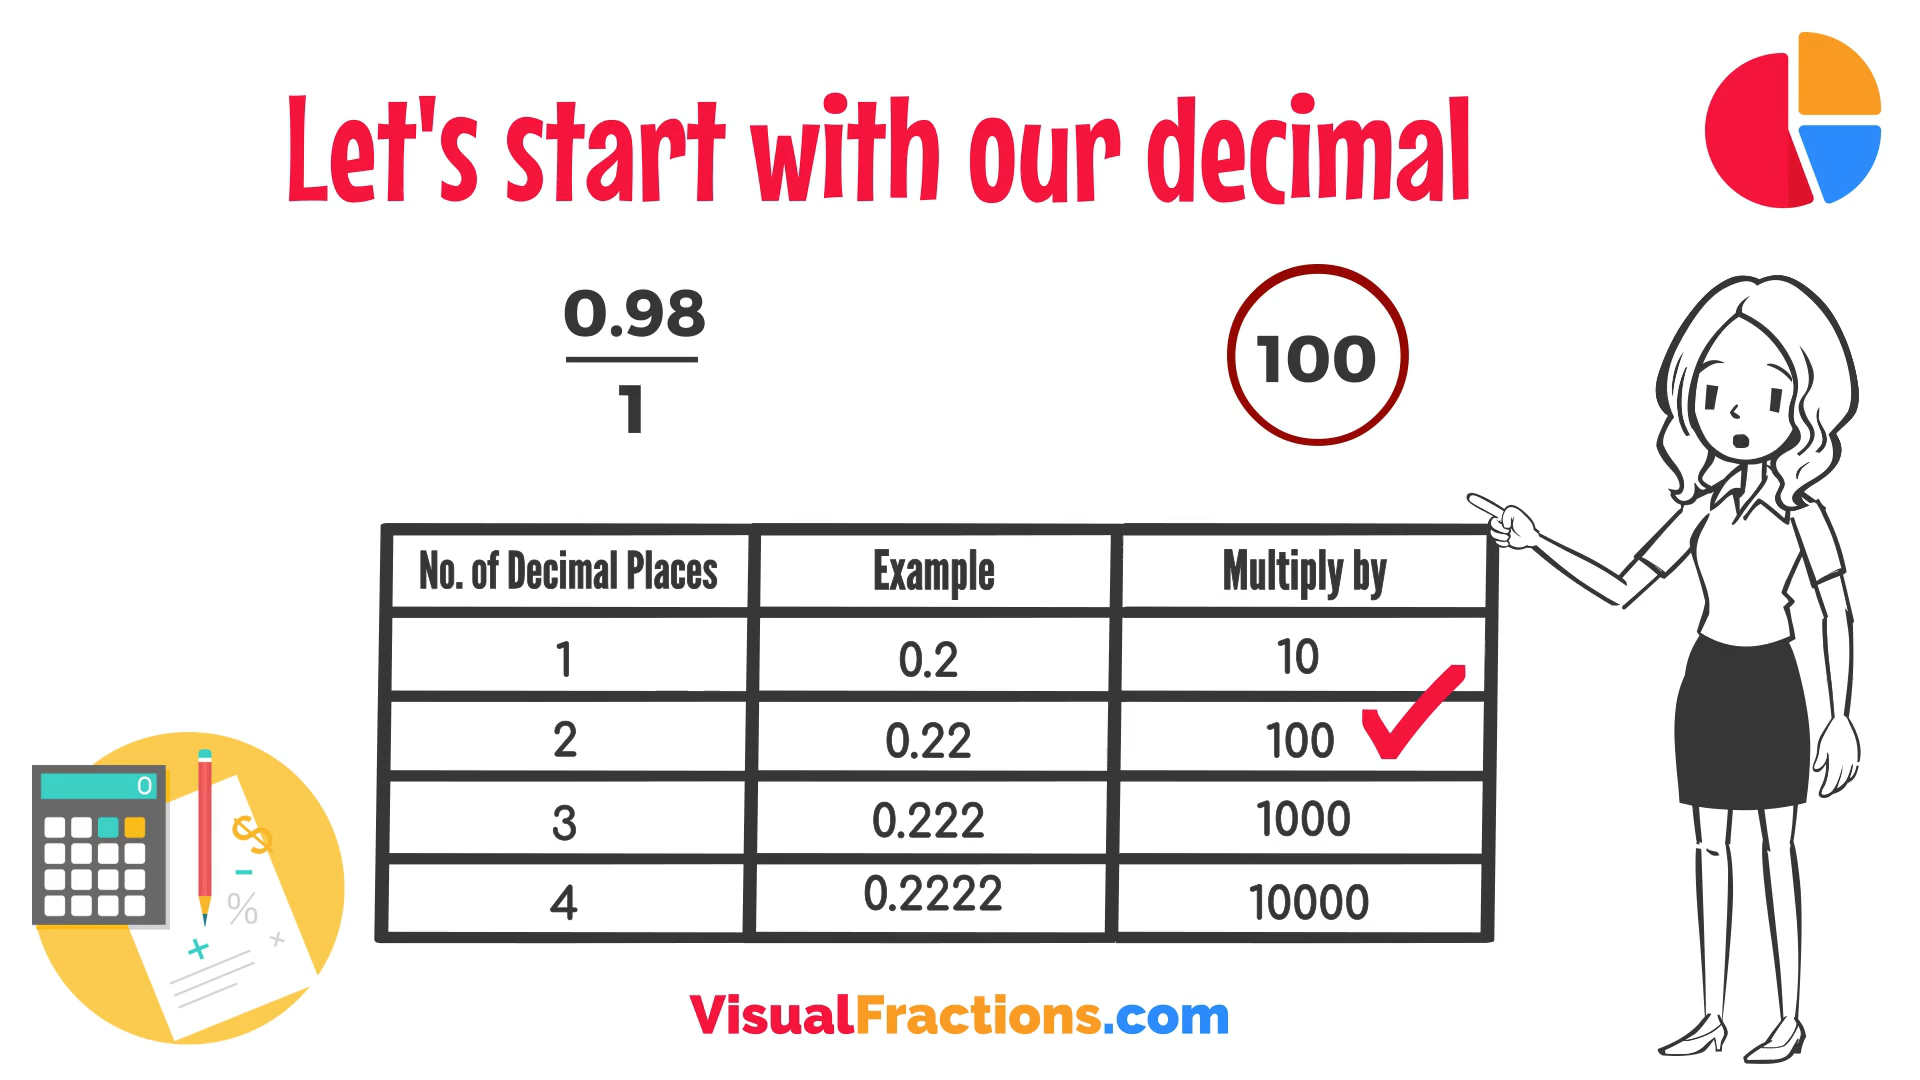 Let's start with our decimal
0.98
1
100
No. of Decimal Places Example Multiply by
1 0.2 10
2 0.22 100
3 0.222 1000
4 0.2222 10000
0
$
-
%
+ +
VisualFractions.com